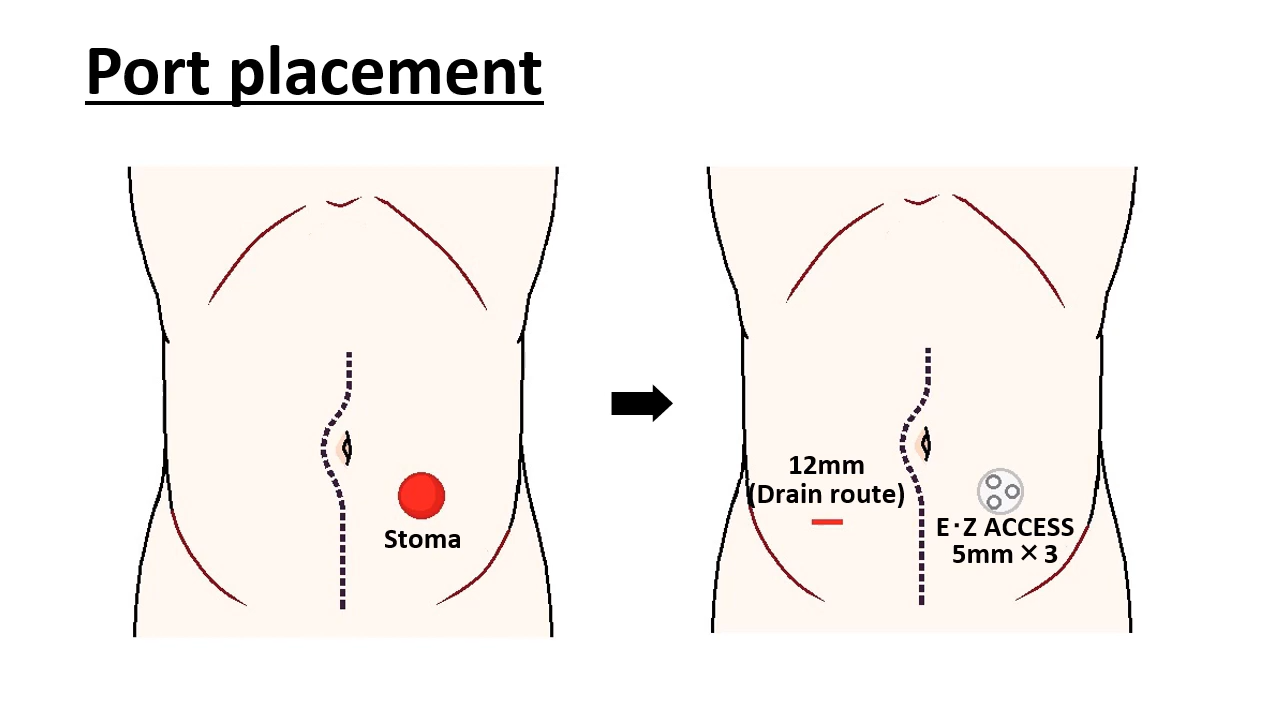 Port placement
Stoma
12mm
(Drain route)
E･Z ACCESS
5mm×3